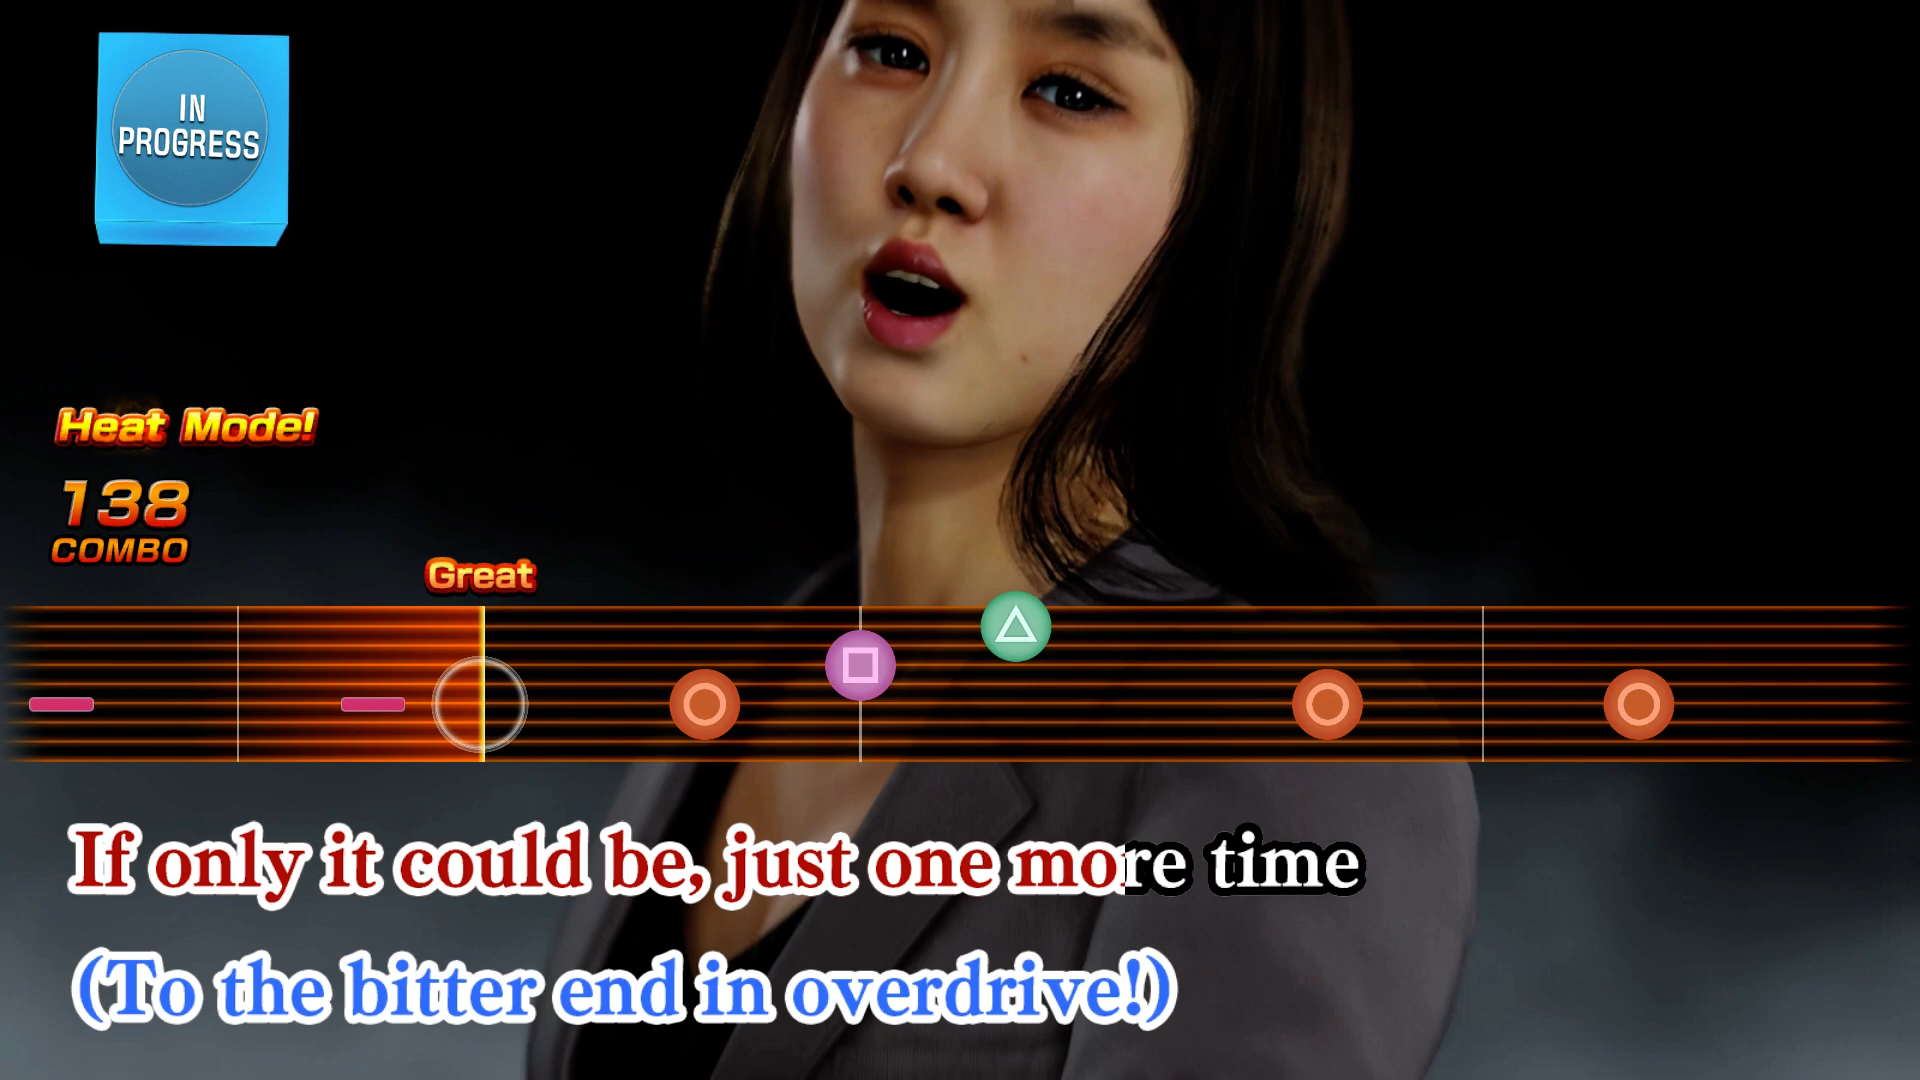 IN
PROGRESS
Heat Mode!
138
COMBO
Great
If only it could be, just one more time
(To the bitter end in overdrive!)